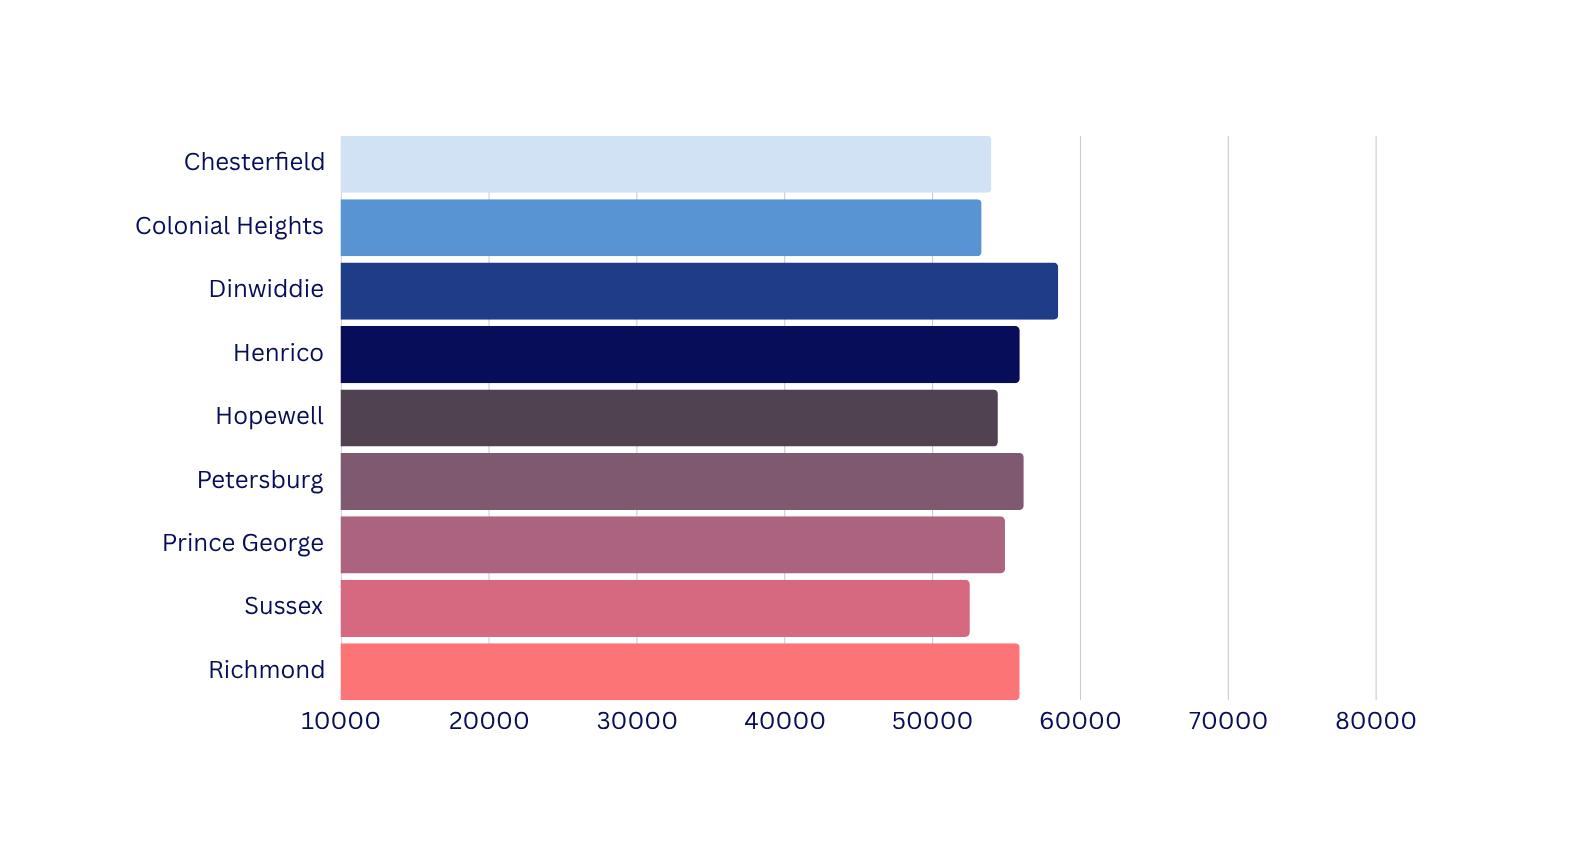 Chesterfield
Colonial Heights
Dinwiddie
Henrico
Hopewell
Petersburg
Prince George
Sussex
Richmond
10000 20000 30000 40000 50000 60000 70000 80000